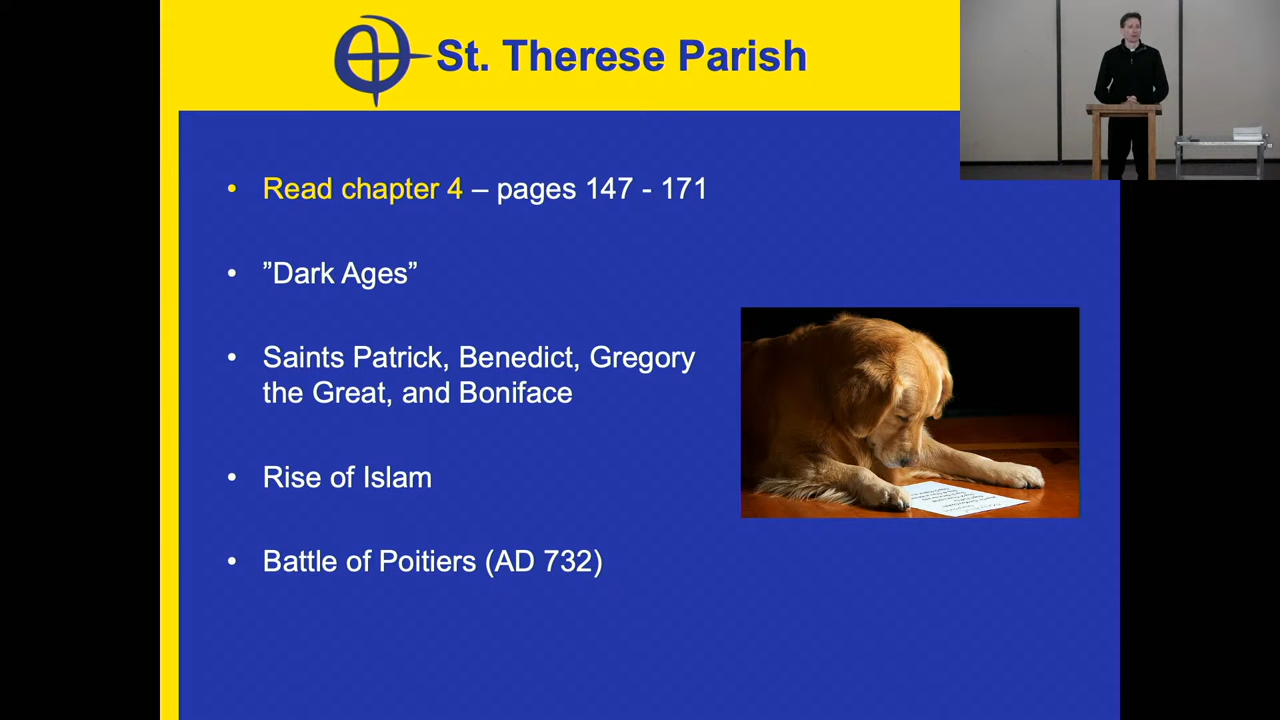 St. Therese Parish
• Read chapter 4 – pages 147 - 171
• ”Dark Ages”
• Saints Patrick, Benedict, Gregory
the Great, and Boniface
• Rise of Islam
• Battle of Poitiers (AD 732)